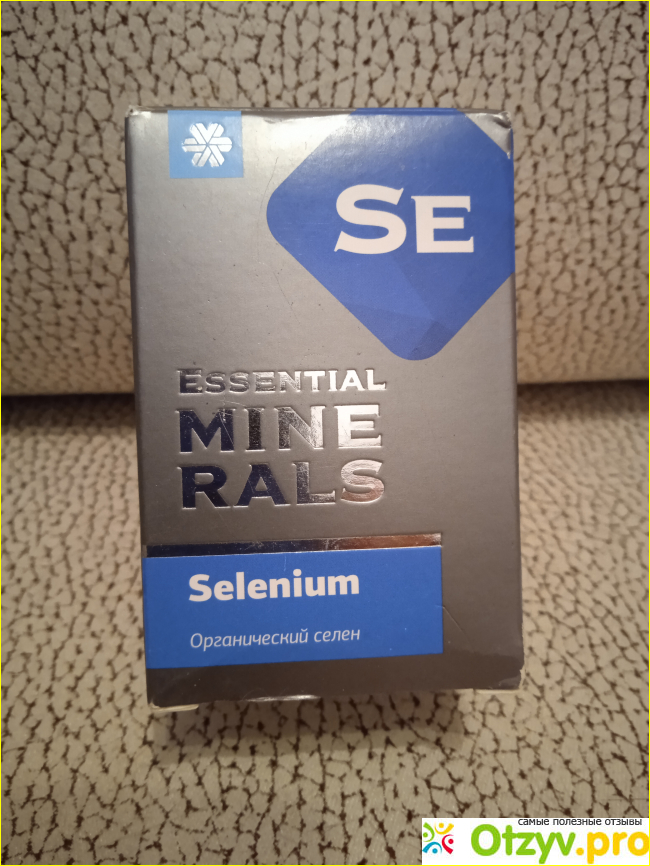 SE
ESSENTIAL
MINE
RALS
Selenium
Органический селен
самые полезные отзывы
Otzyv.pro